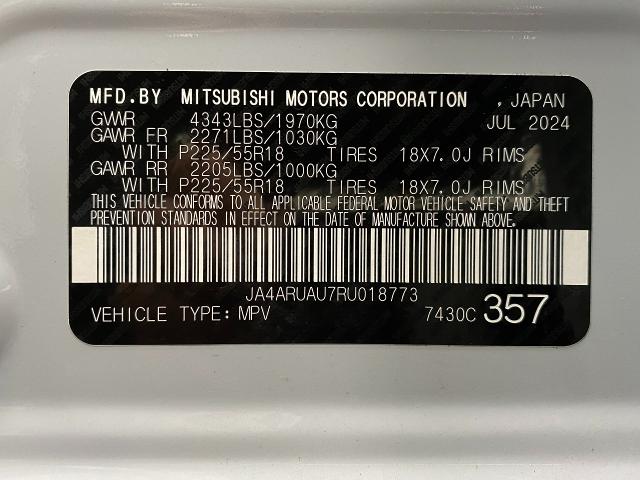 MFD.BY MITSUBISHI MOTORS CORPORATION , JAPAN
GWWR 4343LBS/1970KG JUL 2024
GAWR FR 2271LBS/1030KG
WITH P225/55R18 TIRES 18X7.0J RIMS
GAWR RR 2205LBS/1000KG
WITH P225/55R18 TIRES 18X7.0J RIMS
THIS VEHICLE CONFORMS TO ALL APPLICABLE FEDERAL MOTOR VEHICLE SAFETY AND THEFT
PREVENTION STANDARDS IN EFFECT ON THE DATE OF MANUFACTURE SHOWN ABOVE.
JA4ARUAU7RU018773
VEHICLE TYPE: MPV 7430C 357